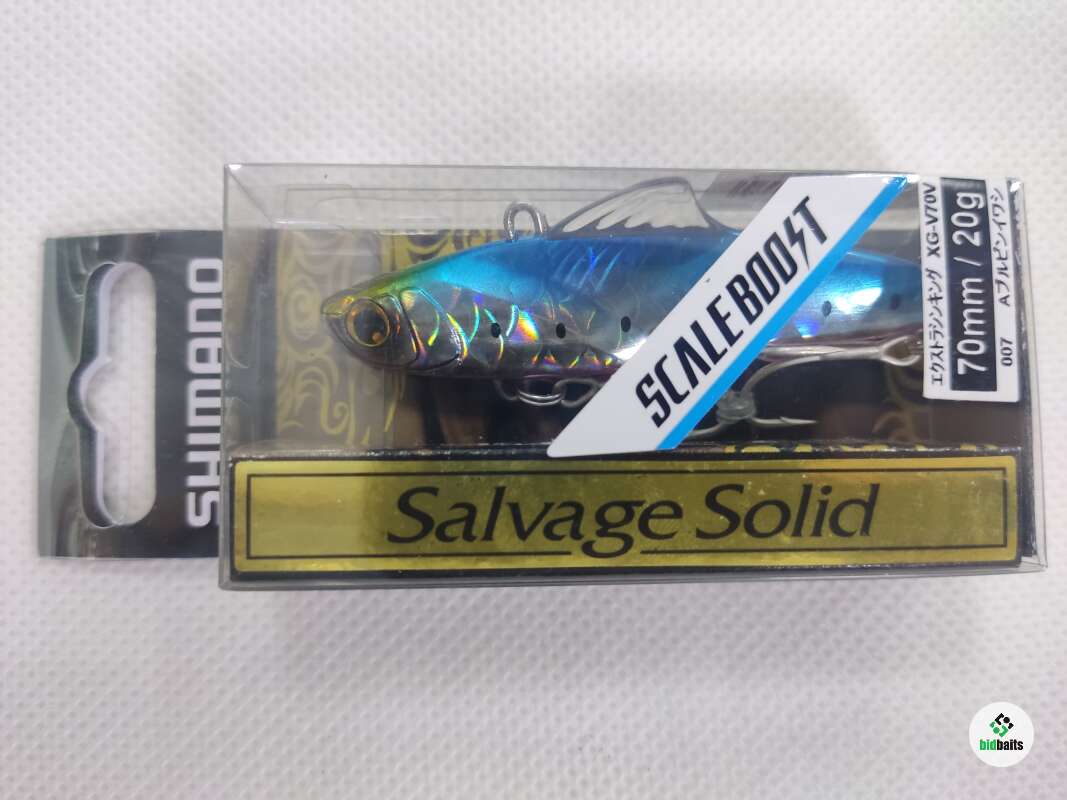 SHIMANO
SCALE BOOST
エクストラシンキング XG-V70V
70mm / 20g
007 Aブルピンイワシ
Salvage Solid
bidbaits